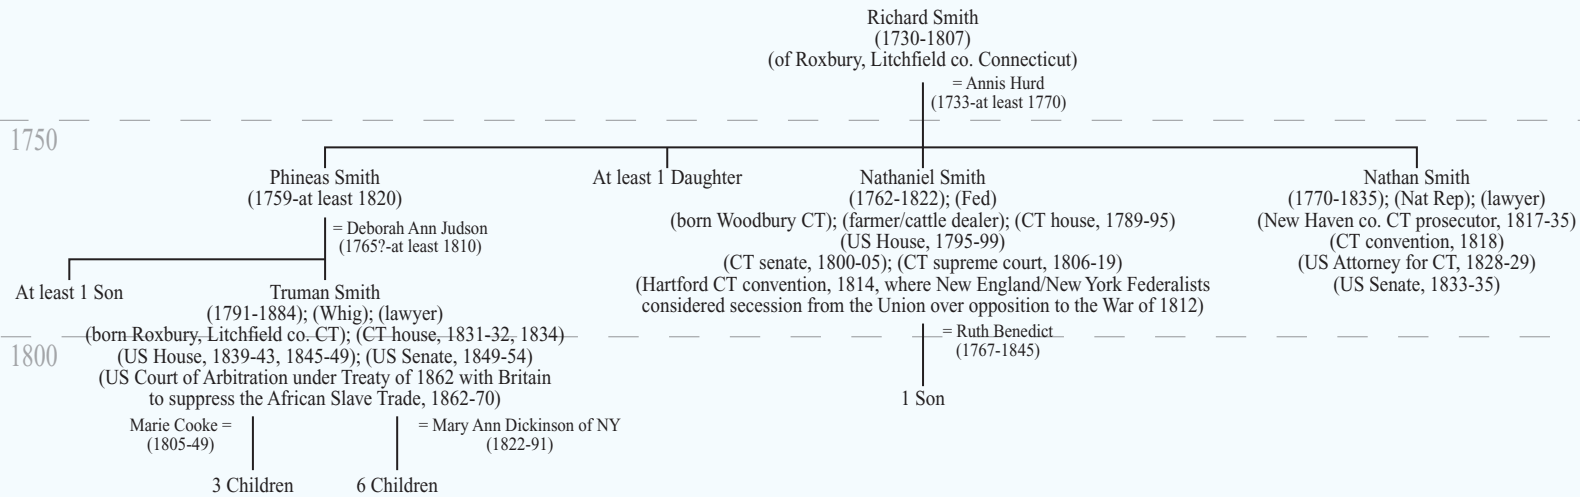 Richard Smith
(1730-1807)
(of Roxbury, Litchfield co. Connecticut)
= Annis Hurd
(1733-at least 1770)
1750
Phineas Smith
(1759-at least 1820)
= Deborah Ann Judson
(1765?-at least 1810)
At least 1 Daughter
Nathaniel Smith
(1762-1822); (Fed)
(born Woodbury CT); (farmer/cattle dealer); (CT house, 1789-95)
(US House, 1795-99)
(CT senate, 1800-05); (CT supreme court, 1806-19)
(Hartford CT convention, 1814, where New England/New York Federalists
considered secession from the Union over opposition to the War of 1812)
= Ruth Benedict
(1767-1845)
1 Son
Nathan Smith
(1770-1835); (Nat Rep); (lawyer)
(New Haven co. CT prosecutor, 1817-35)
(CT convention, 1818)
(US Attorney for CT, 1828-29)
(US Senate, 1833-35)
At least 1 Son
Truman Smith
(1791-1884); (Whig); (lawyer)
(born Roxbury, Litchfield co. CT); (CT house, 1831-32, 1834)
1800
(US House, 1839-43, 1845-49); (US Senate, 1849-54)
(US Court of Arbitration under Treaty of 1862 with Britain
to suppress the African Slave Trade, 1862-70)
Marie Cooke =
(1805-49)
= Mary Ann Dickinson of NY
(1822-91)
3 Children
6 Children